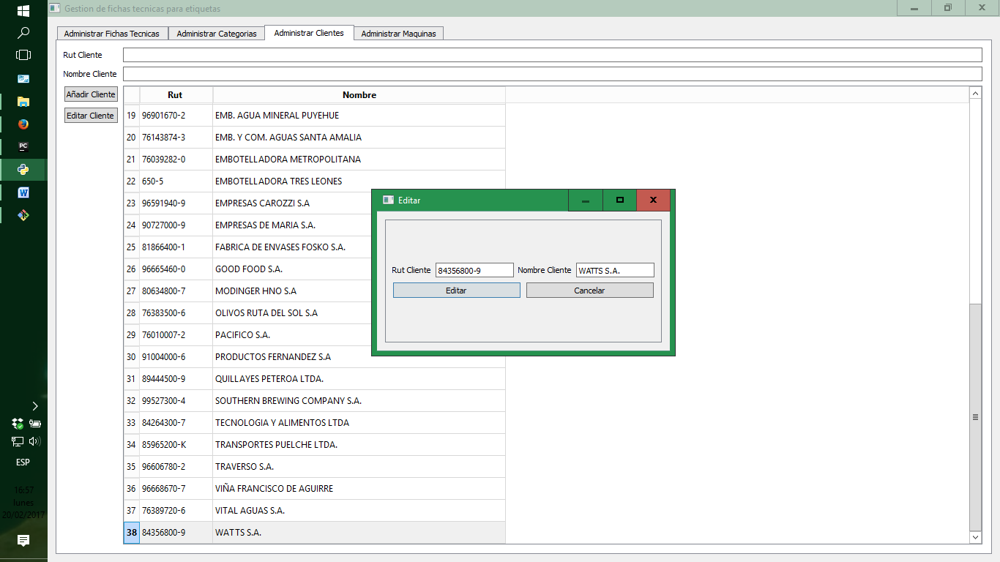 Gestion de fichas tecnicas para etiquetas
Administrar Fichas Tecnicas Administrar Categorias Administrar Clientes Administrar Maquinas
Rut Cliente
Nombre Cliente
Añadir Cliente
Editar Cliente
Rut Nombre
19 96901670-2 EMB. AGUA MINERAL PUYEHUE
20 76143874-3 EMB. Y COM. AGUAS SANTA AMALIA
21 76039282-0 EMBOTELLADORA METROPOLITANA
22 650-5 EMBOTELLADORA TRES LEONES
23 96591940-9 EMPRESAS CAROZZI S.A
24 90727000-9 EMPRESAS DE MARIA S.A.
25 81866400-1 FABRICA DE ENVASES FOSKO S.A.
26 96665460-0 GOOD FOOD S.A.
27 80634800-7 MODINGER HNO S.A
28 76383500-6 OLIVOS RUTA DEL SOL S.A
29 76010007-2 PACIFICO S.A.
30 91004000-6 PRODUCTOS FERNANDEZ S.A
31 89444500-9 QUILLAYES PETEROA LTDA.
32 99527300-4 SOUTHERN BREWING COMPANY S.A.
33 84264300-7 TECNOLOGIA Y ALIMENTOS LTDA
34 85965200-K TRANSPORTES PUELCHE LTDA.
35 96606780-2 TRAVERSO S.A.
36 96668670-7 VIÑA FRANCISCO DE AGUIRRE
37 76389720-6 VITAL AGUAS S.A.
38 84356800-9 WATTS S.A.
Editar
Rut Cliente 84356800-9 Nombre Cliente WATTS S.A.
Editar Cancelar
PC
W
ESP
16:57
lunes
20/02/2017